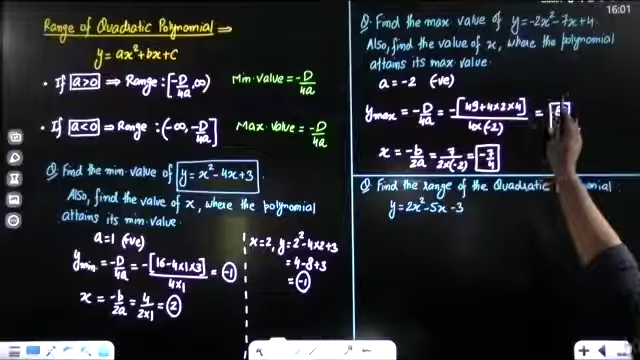 16:01
Range of Quadratic Polynomial ⇒
y = ax²+bx+c
• If a>0 ⇒ Range: [-D/4a, ∞) Min·value = -D/4a
• If a<0 ⇒ Range: (-∞, -D/4a] Max·value = -D/4a
Q· Find the min·value of y = x²-4x+3 ·
Also, find the value of x, where the polynomial
attains its min·value·
a=1 (+ve)
y min· = -D/4a = -[16-4×1×3]/4×1 = -1
x = -b/2a = 4/2×1 = 2
x=2, y=2²-4×2+3
= 4-8+3
= -1
Q· Find the max value of y=-2x²-7x+4·
Also, find the value of x, where the polynomial
attains its max value·
a=-2 (-ve)
y max = -D/4a = -[49+4×2×4]/4×(-2) =
x = -b/2a = 7/2×(-2) = -7/4
Q· Find the range of the Quadratic
y=2x²-5x-3